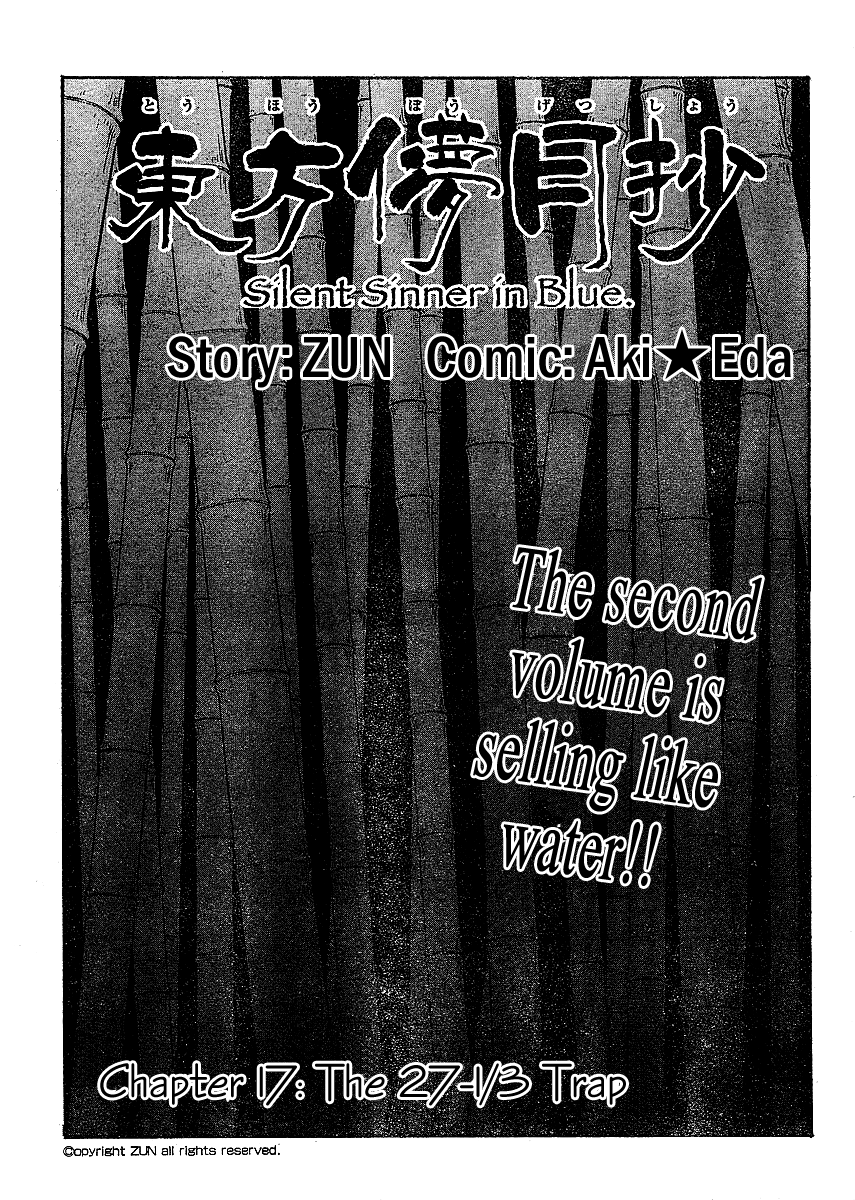 とう ほう ぼう げつ しょう
東方儚月抄
Silent Sinner in Blue.
Story: ZUN Comic: Aki★Eda
The second
volume is
selling like
water!!
Chapter 17: The 27-1/3 Trap
©opyright ZUN all rights reserved.